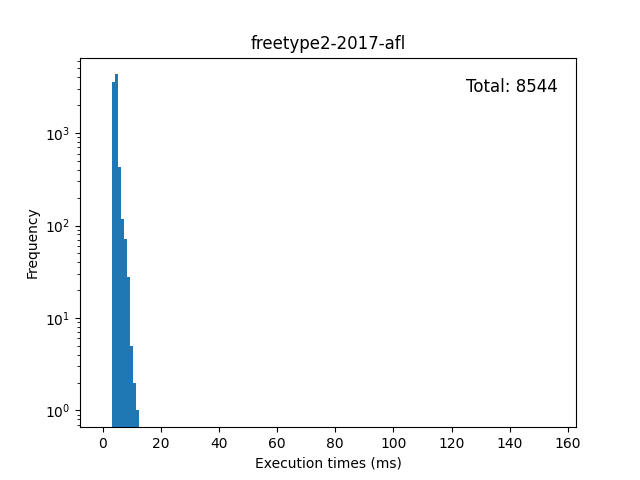 freetype2-2017-afl
Total: 8544
Frequency
10³
10²
10¹
10⁰
0 20 40 60 80 100 120 140 160
Execution times (ms)